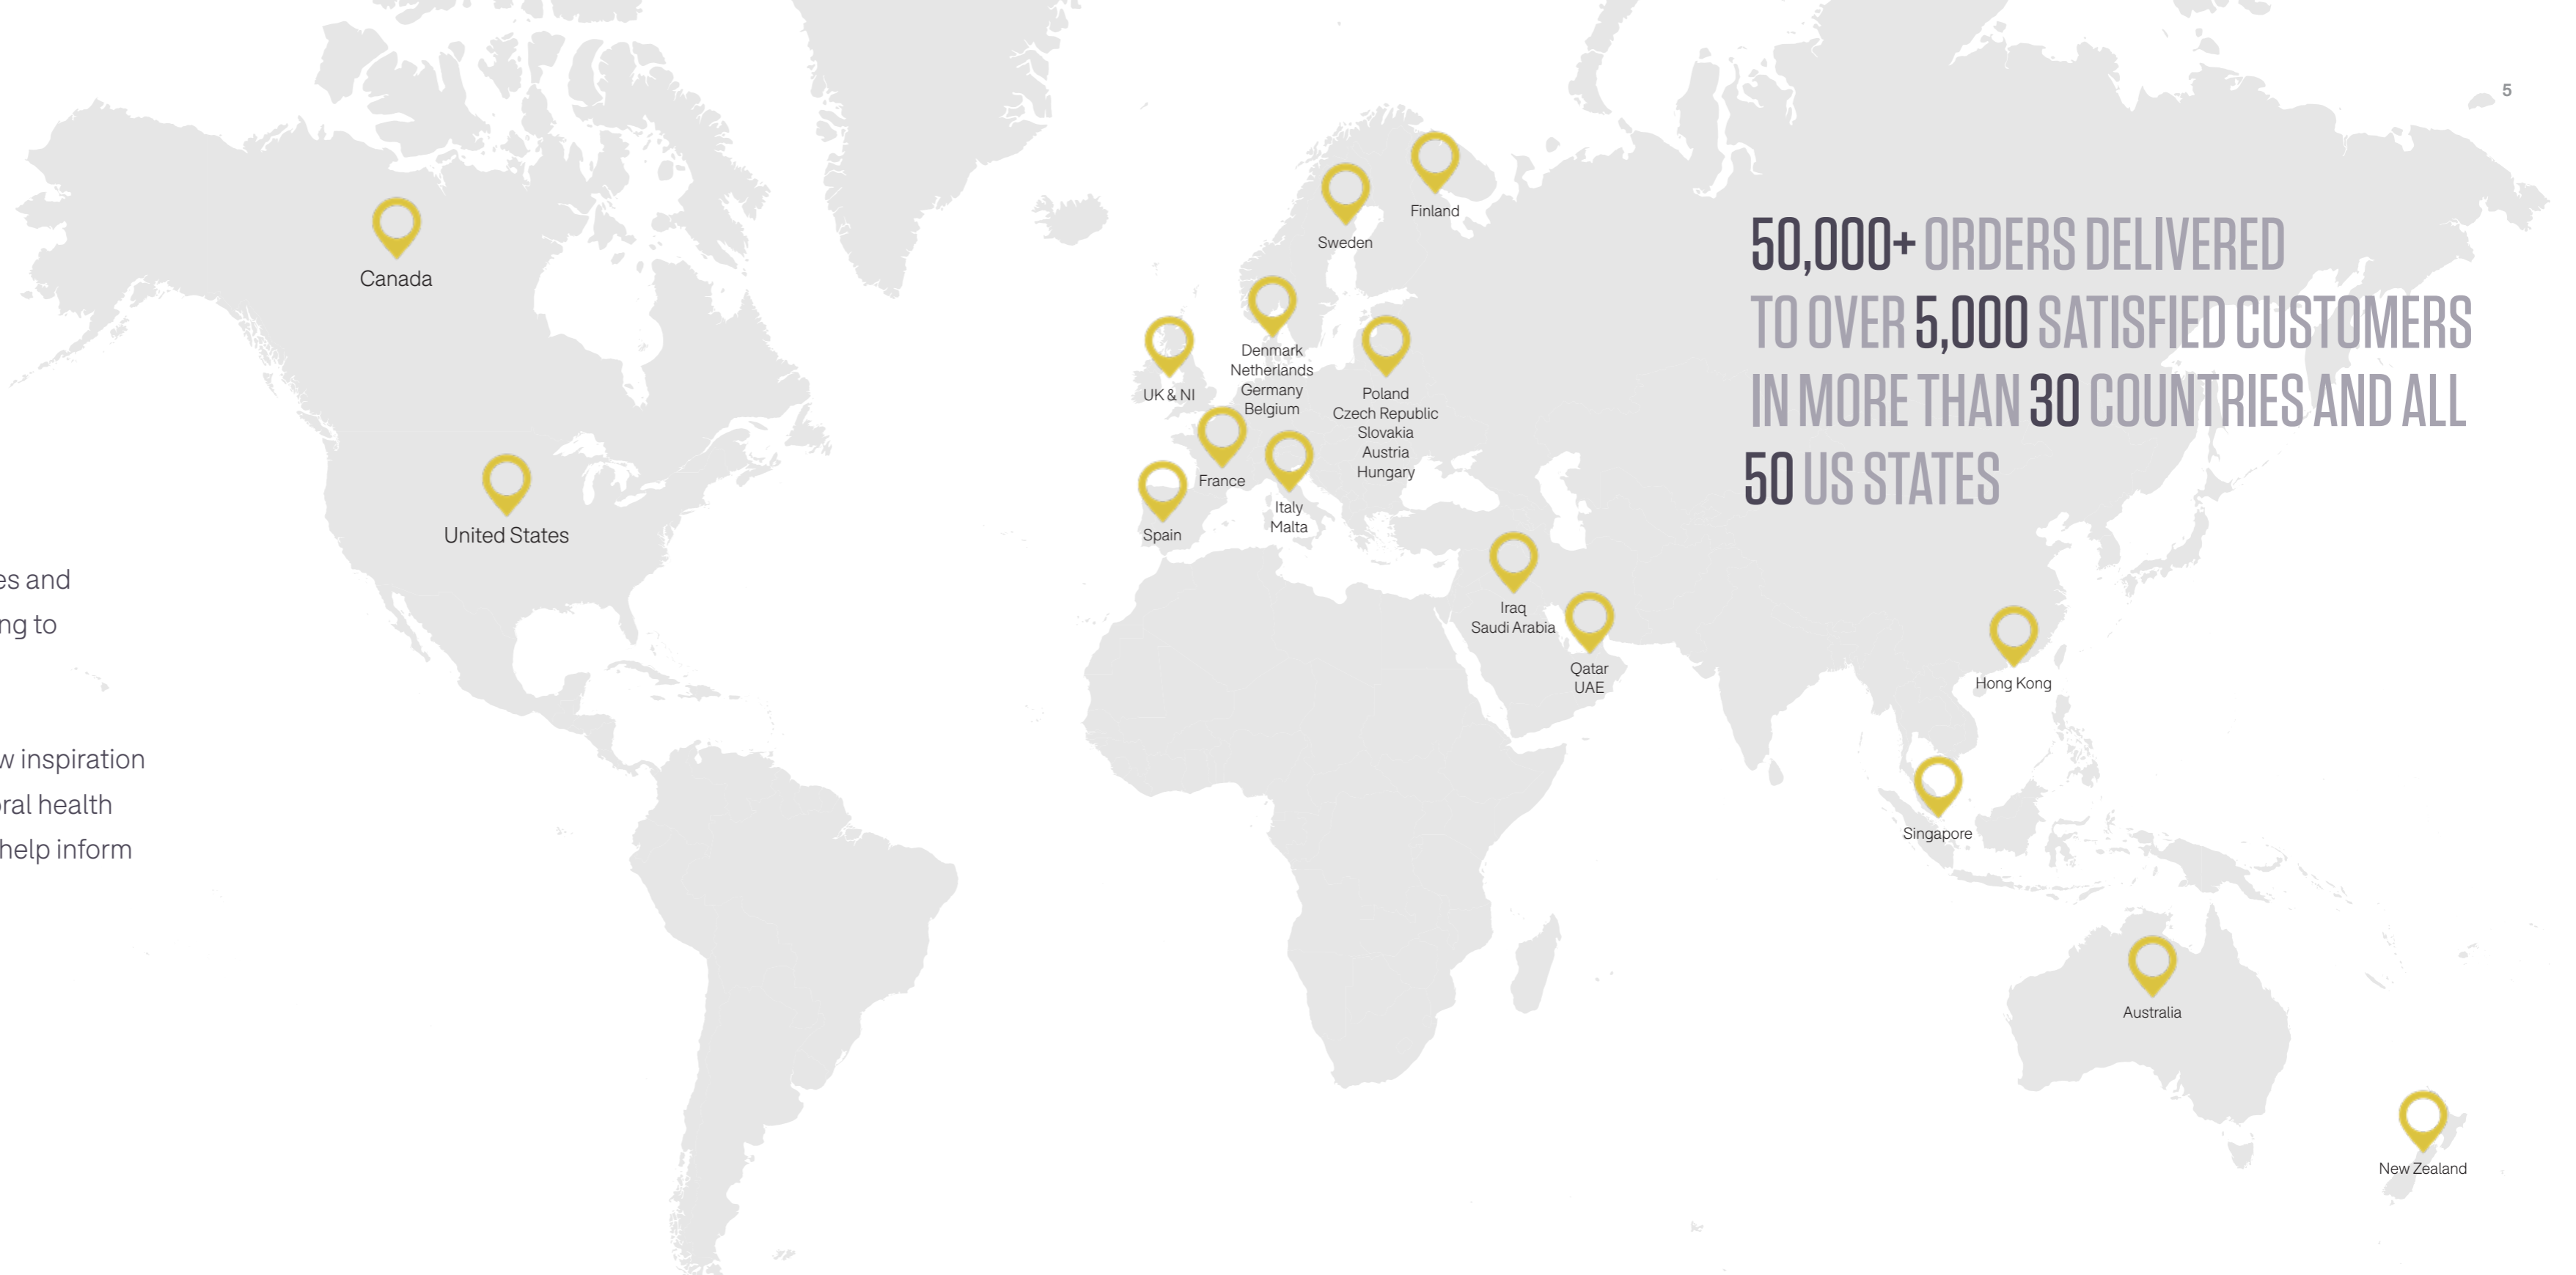 5
50,000+ ORDERS DELIVERED
TO OVER 5,000 SATISFIED CUSTOMERS
IN MORE THAN 30 COUNTRIES AND ALL
50 US STATES
es and
ng to
w inspiration
oral health
help inform
Canada
United States
Finland
Sweden
Denmark
Netherlands
Germany
Belgium
UK & NI
Poland
Czech Republic
Slovakia
Austria
Hungary
France
Italy
Malta
Spain
Iraq
Saudi Arabia
Qatar
UAE
Hong Kong
Singapore
Australia
New Zealand